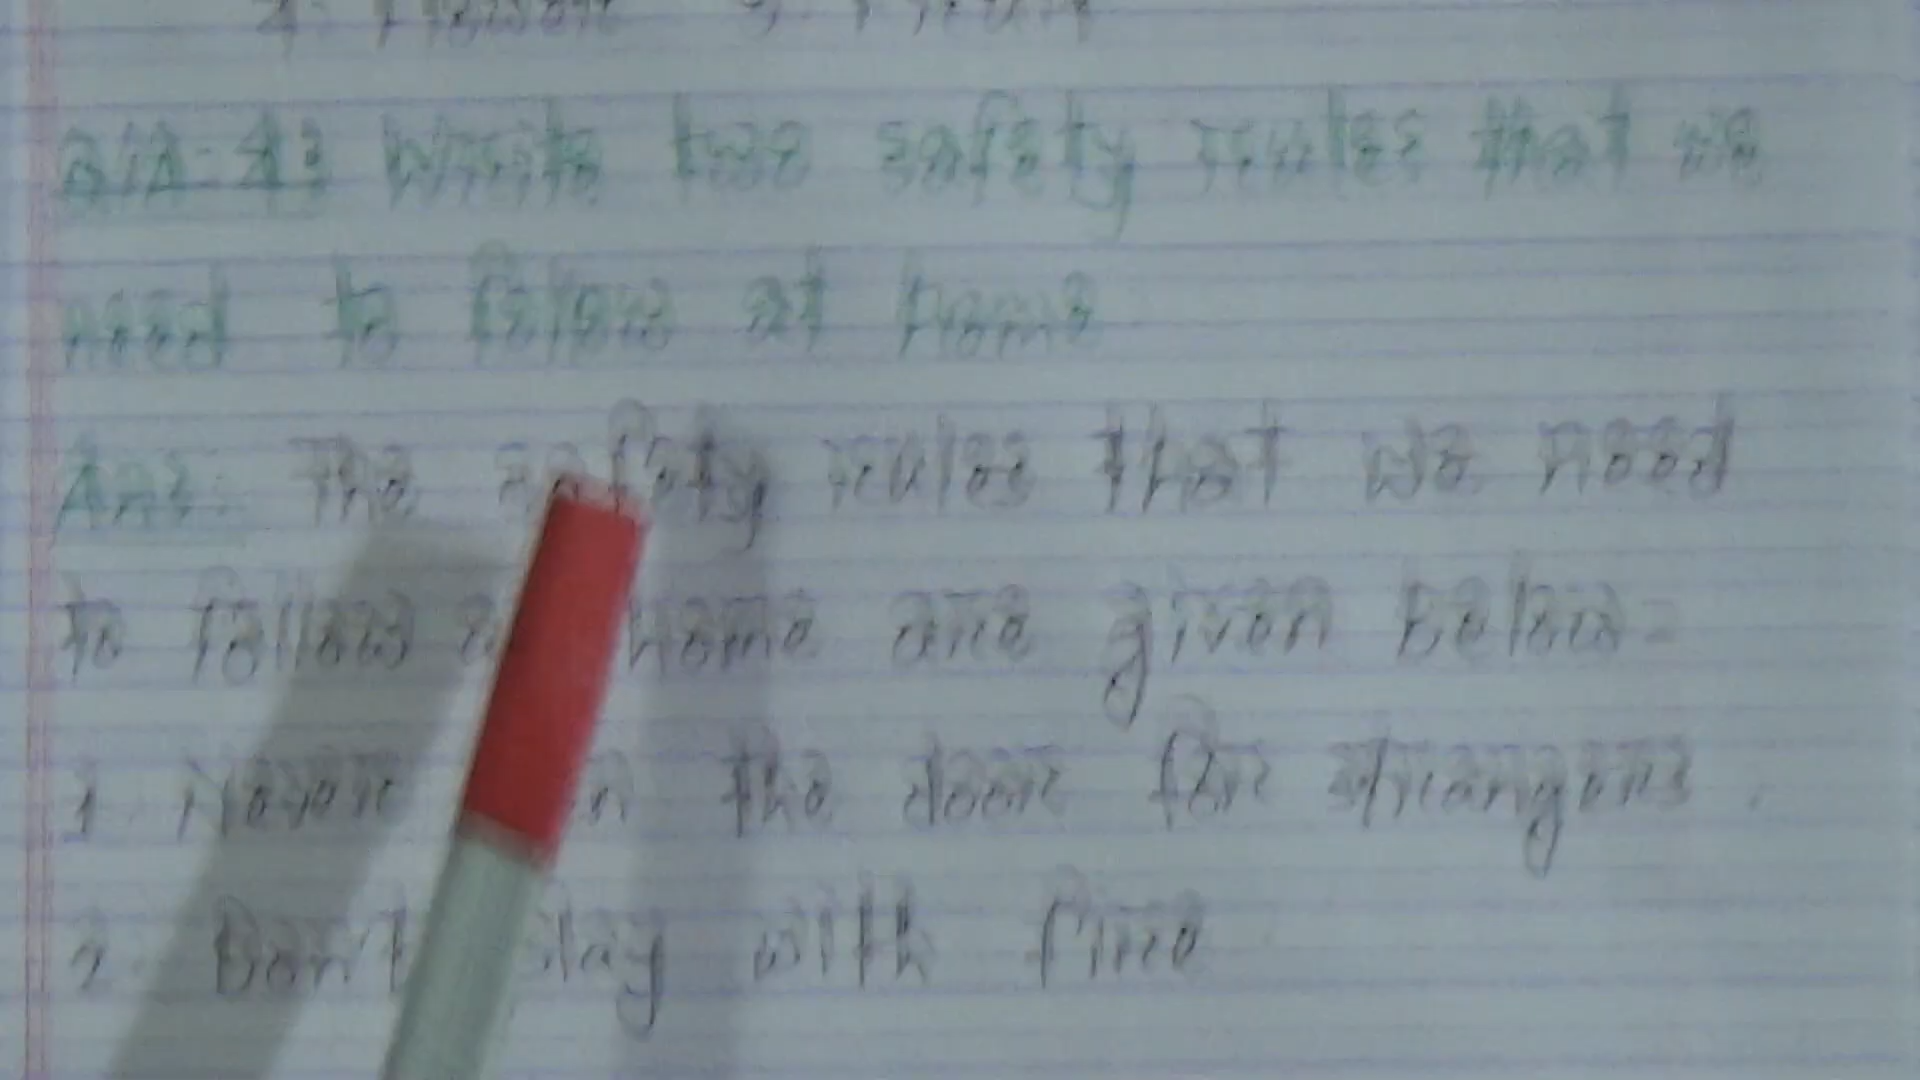 Write two safety rules that we
need to follow at home
Ans: The safety rules that we need
to follow at home are given below-
1. Never the door for strangers.
2. Don't play with fire